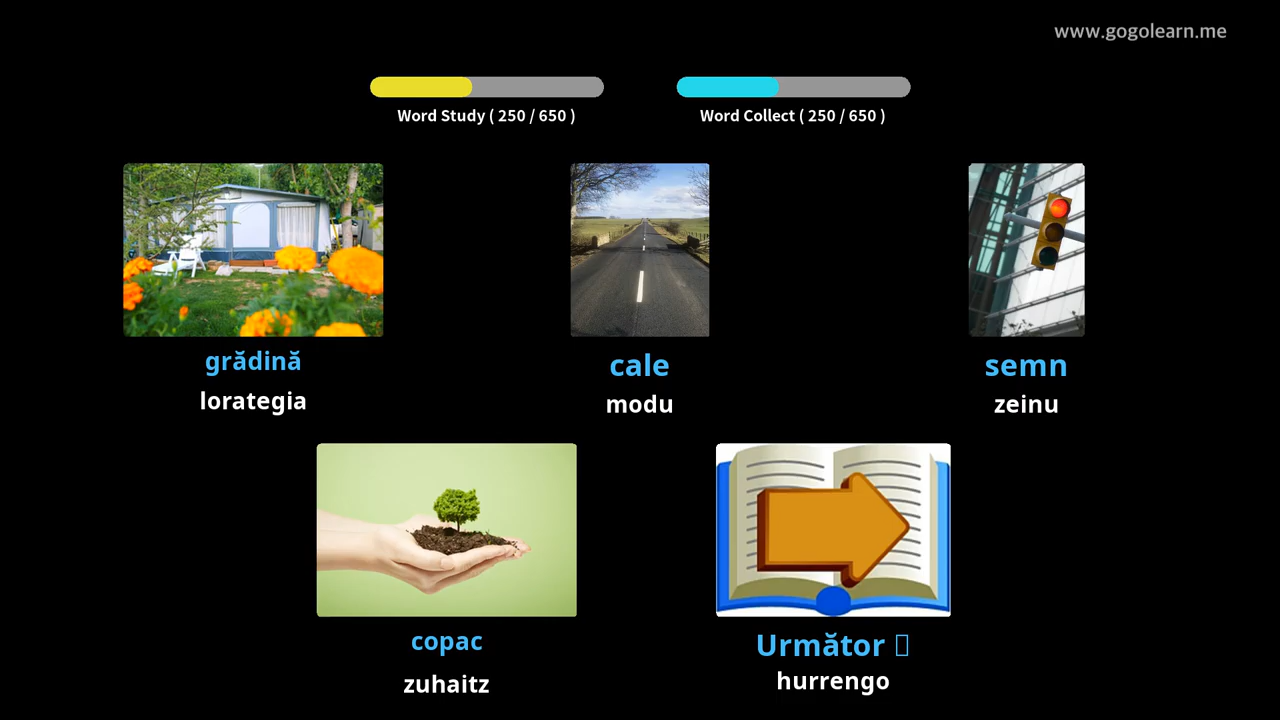 www.gogolearn.me
Word Study ( 250 / 650 )
Word Collect ( 250 / 650 )
grădină
lorategia
cale
modu
semn
zeinu
copac
zuhaitz
Următor
hurrengo